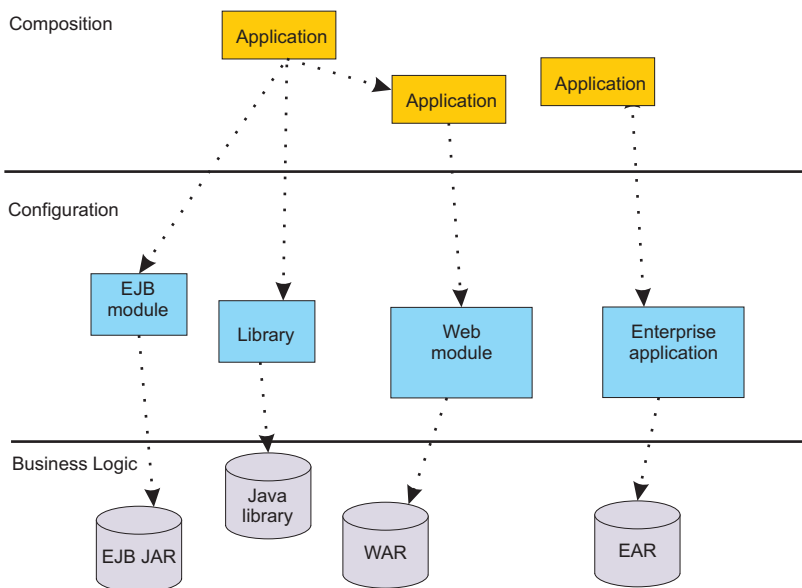 Composition
Application
Application
Application
Configuration
EJB
module
Library
Web
module
Enterprise
application
Business Logic
EJB JAR
Java
library
WAR
EAR